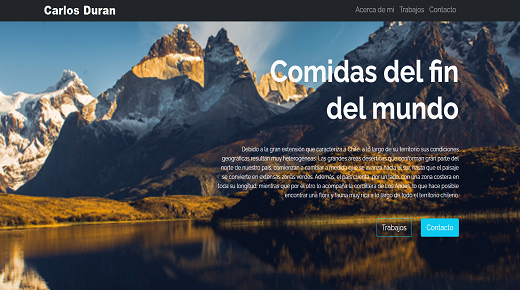 Carlos Duran
Acerca de mi Trabajos Contacto
Comidas del fin
del mundo
Debido a la gran extensión que caracteriza a Chile, a lo largo de su territorio sus condiciones
geográficas resultan muy heterogéneas. Las grandes áreas desérticas que conforman gran parte del
norte de nuestro país, comienzan a cambiar a medida que se avanza hacia el sur, hasta que el paisaje
se convierte en extensas zonas verdes. Además, el país cuenta, por un lado, con una zona costera en
toda su longitud, mientras que por el otro lo acompaña la cordillera de Los Andes, lo que hace posible
encontrar una flora y fauna muy rica a lo largo de todo el territorio chileno.
Trabajos Contacto